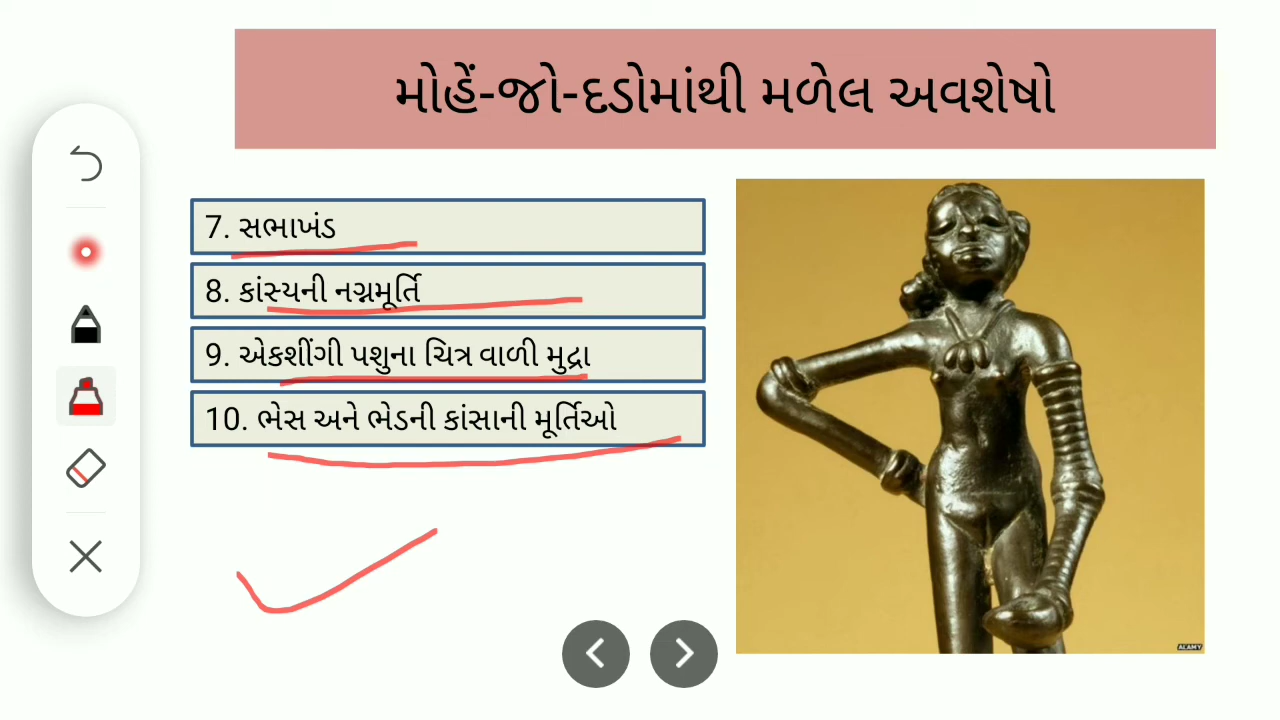 મોહેં-જો-દડોમાંથી મળેલ અવશેષો
7. સભાખંડ
8. કાંસ્યની નગ્નમૂર્તિ
9. એકશીંગી પશુના ચિત્ર વાળી મુદ્રા
10. ભેસ અને ભેડની કાંસાની મૂર્તિઓ
ALAMY